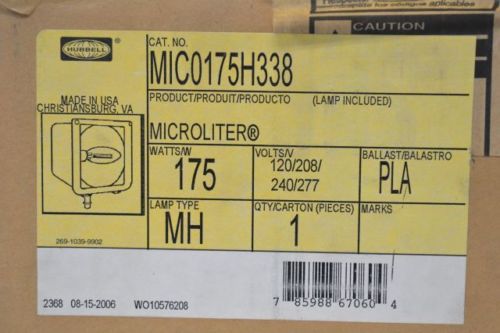 CAUTION
HUBBELL
CAT. NO.
MIC0175H338
MADE IN USA
CHRISTIANSBURG, VA
PRODUCT/PRODUIT/PRODUCTO (LAMP INCLUDED)
MICROLITER®
WATTS/W
175
VOLTS/V
120/208/
240/277
BALLAST/BALASTRO
PLA
LAMP TYPE
MH
QTY/CARTON (PIECES)
1
MARKS
269-1039-9902
2368 08-15-2006 WO10576208
7 85988 67060 4